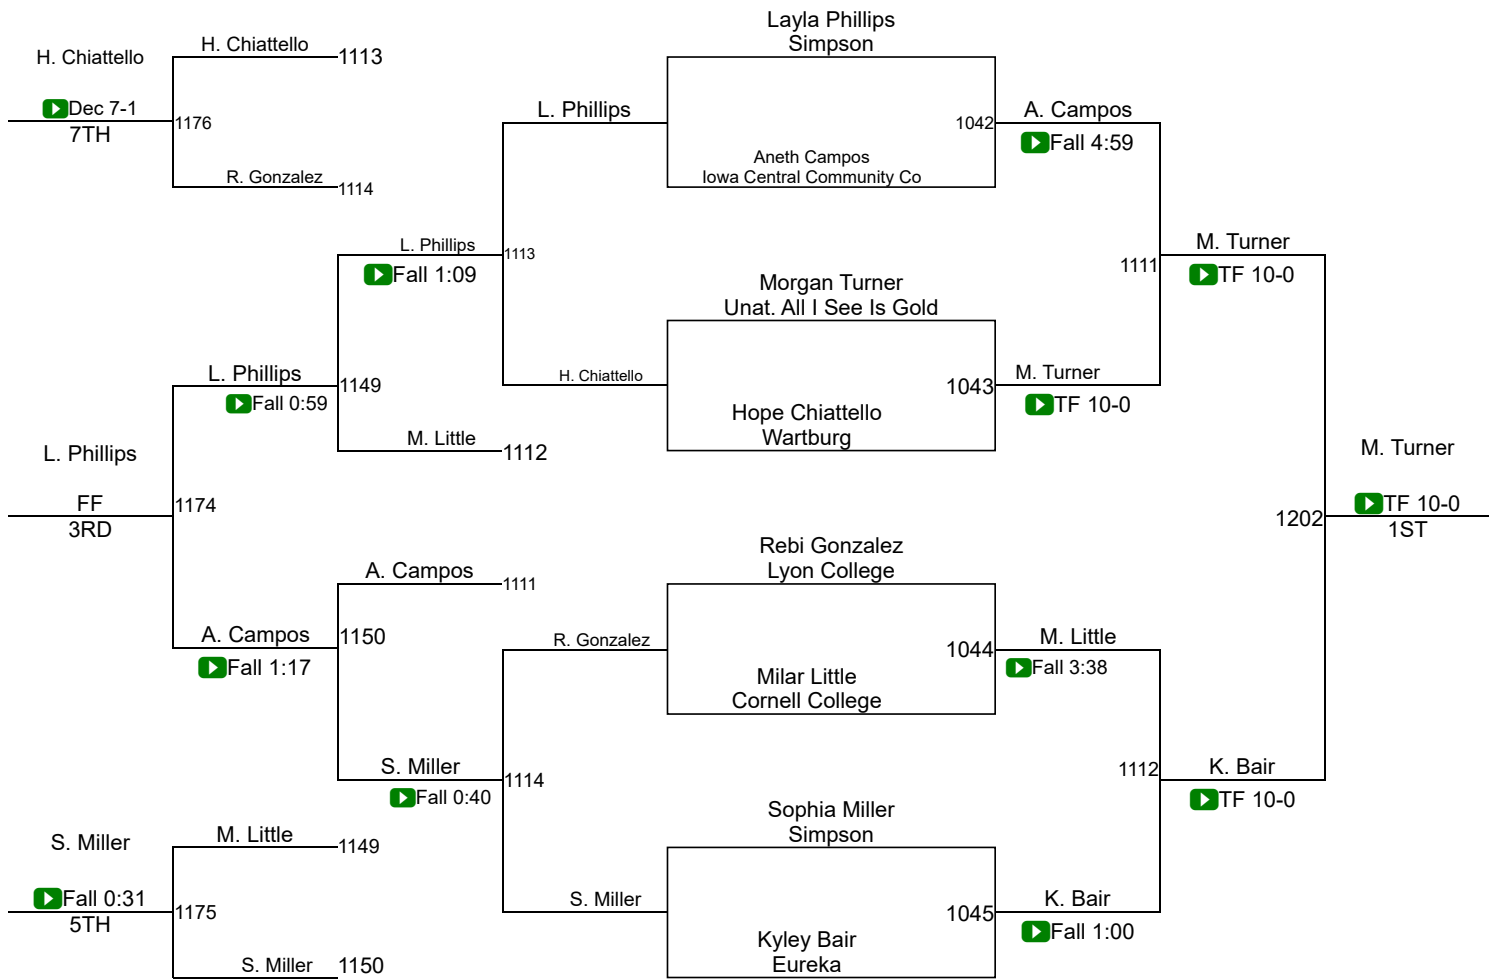 Layla Phillips
Simpson
H. Chiattello
H. Chiattello 1113
Dec 7-1
7TH
1176
R. Gonzalez 1114
L. Phillips
1042
A. Campos
Fall 4:59
Aneth Campos
Iowa Central Community Co
L. Phillips
Fall 1:09
1113
1111
M. Turner
TF 10-0
Morgan Turner
Unat. All I See Is Gold
L. Phillips
Fall 0:59
1149
H. Chiattello
1043
M. Turner
TF 10-0
Hope Chiattello
Wartburg
M. Little 1112
L. Phillips
FF
3RD
1174
M. Turner
1202
TF 10-0
1ST
Rebi Gonzalez
Lyon College
A. Campos 1111
A. Campos
Fall 1:17
1150
R. Gonzalez
1044
M. Little
Fall 3:38
Milar Little
Cornell College
S. Miller
Fall 0:40
1114
1112
K. Bair
TF 10-0
Sophia Miller
Simpson
S. Miller
M. Little 1149
Fall 0:31
5TH
1175
S. Miller
1045
K. Bair
Fall 1:00
Kyley Bair
Eureka
S. Miller 1150